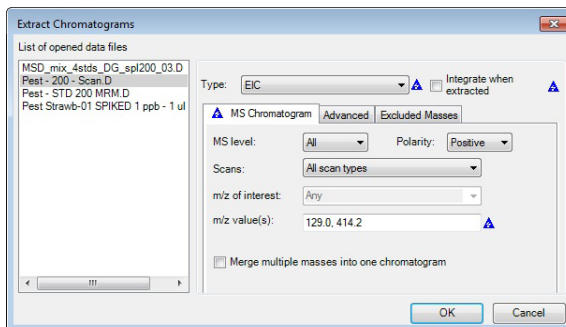 Extract Chromatograms
List of opened data files
MSD_mix_4stds_DG_spl200_03.D
Pest - 200 - Scan.D
Pest - STD 200 MRM.D
Pest Strawb-01 SPIKED 1 ppb - 1 ul
Type: EIC
Integrate when
extracted
MS Chromatogram Advanced Excluded Masses
MS level: All Polarity: Positive
Scans: All scan types
m/z of interest: Any
m/z value(s): 129.0, 414.2
Merge multiple masses into one chromatogram
OK Cancel